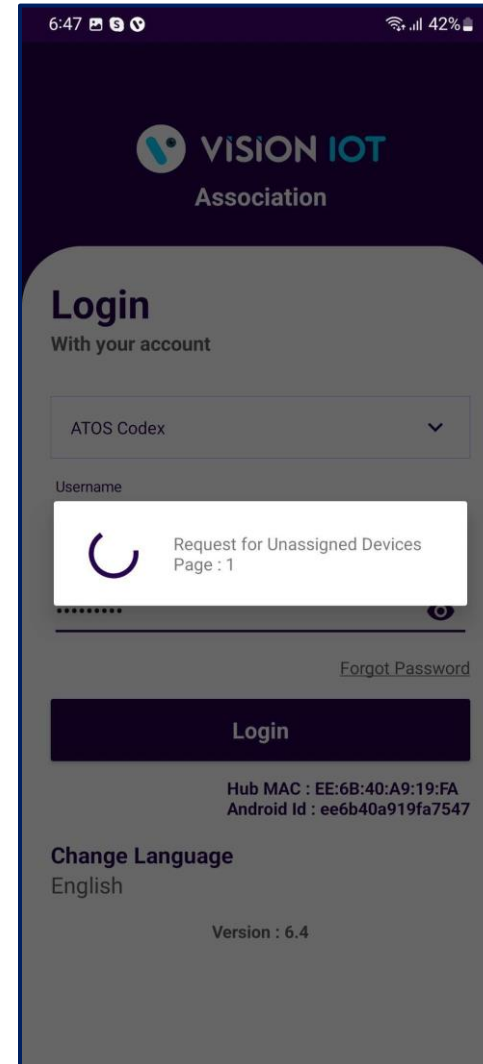 6:47 42%
VISION IOT
Association
Login
With your account
ATOS Codex
Username
Request for Unassigned Devices
Page : 1
•••••••••
Forgot Password
Login
Hub MAC : EE:6B:40:A9:19:FA
Android Id : ee6b40a919fa7547
Change Language
English
Version : 6.4